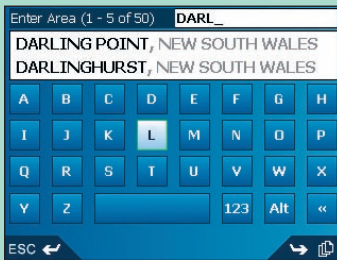 Enter Area (1 - 5 of 50) DARL_
DARLING POINT, NEW SOUTH WALES
DARLINGHURST, NEW SOUTH WALES
A B C D E F G H
I J K L M N O P
Q R S T U V W X
Y Z 123 Alt «
ESC